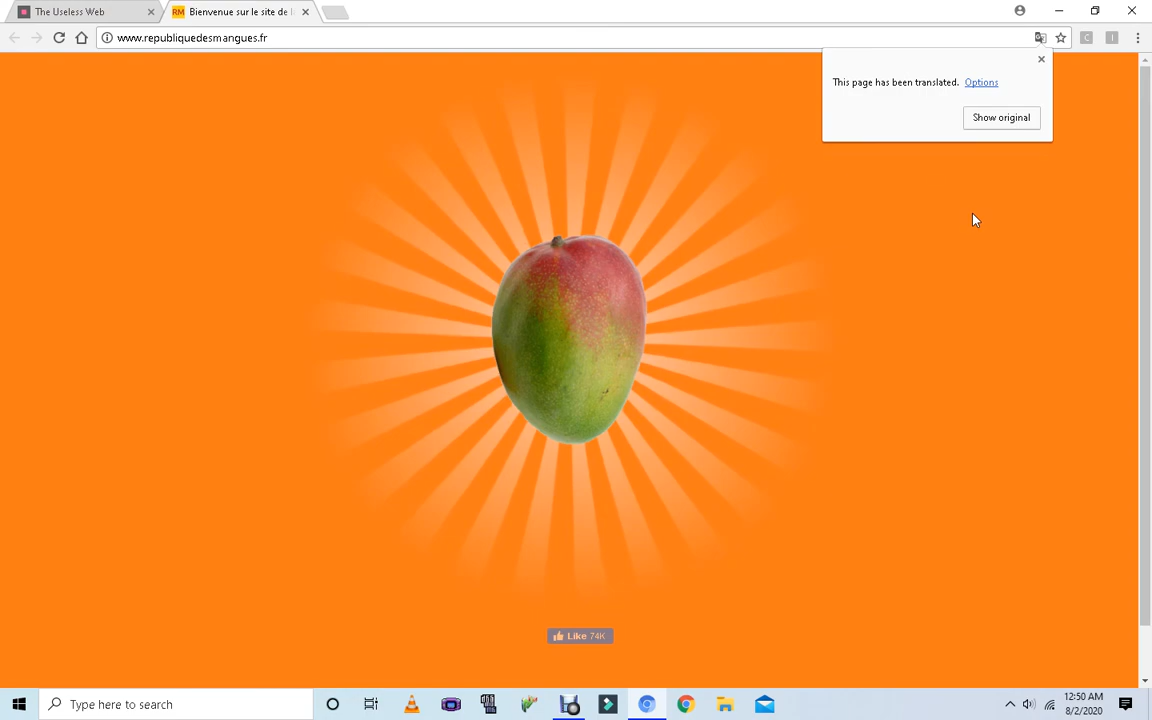 The Useless Web
RM Bienvenue sur le site de
www.republiquedesmangues.fr
C
I
This page has been translated. Options
Show original
Like 74K
Type here to search
12:50 AM
8/2/2020